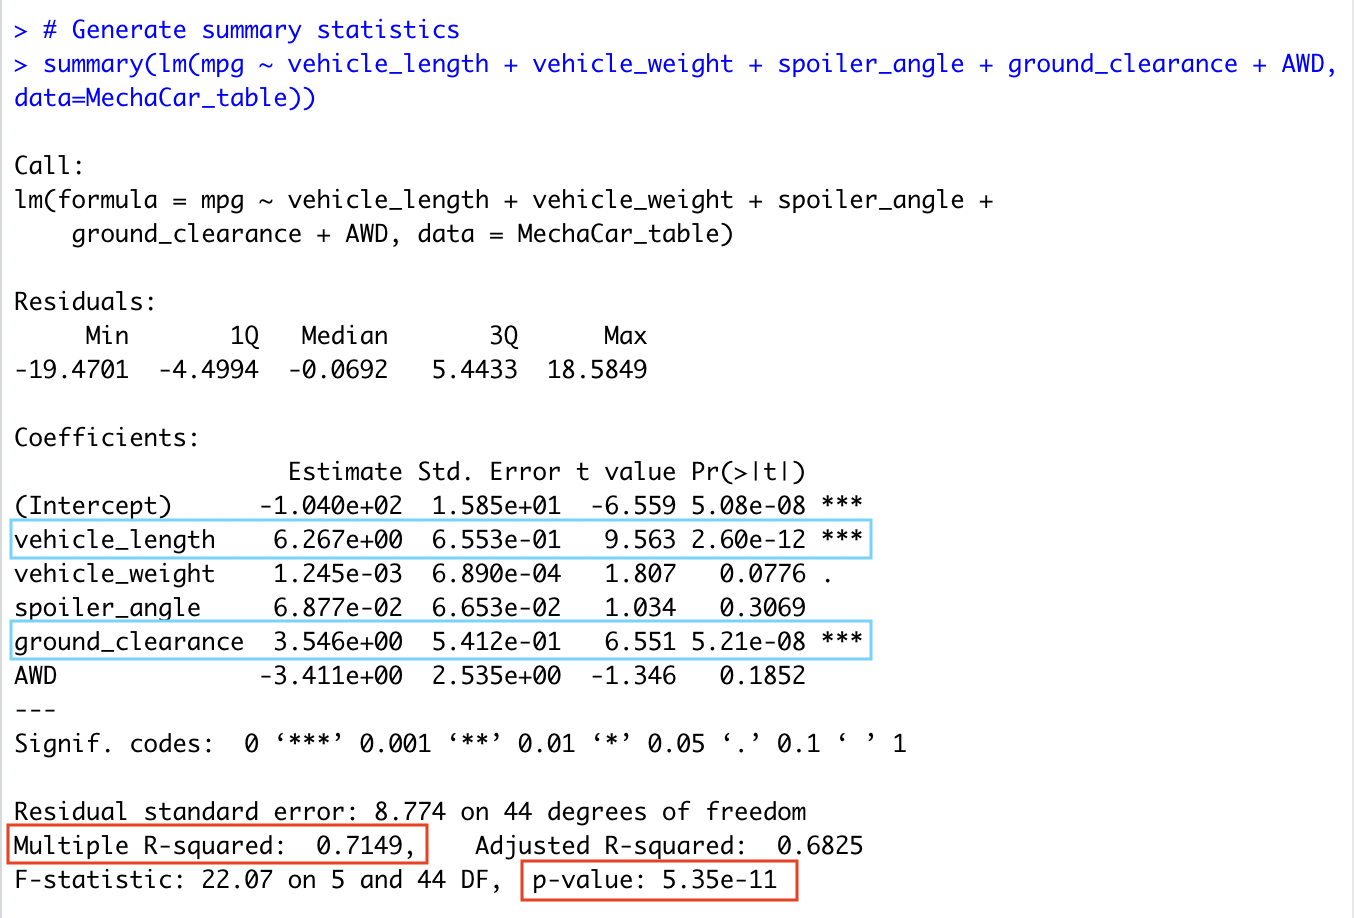 > # Generate summary statistics
> summary(lm(mpg ~ vehicle_length + vehicle_weight + spoiler_angle + ground_clearance + AWD,
data=MechaCar_table))
Call:
lm(formula = mpg ~ vehicle_length + vehicle_weight + spoiler_angle +
    ground_clearance + AWD, data = MechaCar_table)
Residuals:
     Min       1Q   Median       3Q      Max
-19.4701  -4.4994  -0.0692   5.4433  18.5849
Coefficients:
                   Estimate Std. Error t value Pr(>|t|)
(Intercept)      -1.040e+02  1.585e+01  -6.559 5.08e-08 ***
vehicle_length    6.267e+00  6.553e-01   9.563 2.60e-12 ***
vehicle_weight    1.245e-03  6.890e-04   1.807   0.0776 .
spoiler_angle     6.877e-02  6.653e-02   1.034   0.3069
ground_clearance  3.546e+00  5.412e-01   6.551 5.21e-08 ***
AWD              -3.411e+00  2.535e+00  -1.346   0.1852
---
Signif. codes:  0 ‘***’ 0.001 ‘**’ 0.01 ‘*’ 0.05 ‘.’ 0.1 ‘ ’ 1
Residual standard error: 8.774 on 44 degrees of freedom
Multiple R-squared:  0.7149,    Adjusted R-squared:  0.6825
F-statistic: 22.07 on 5 and 44 DF,  p-value: 5.35e-11